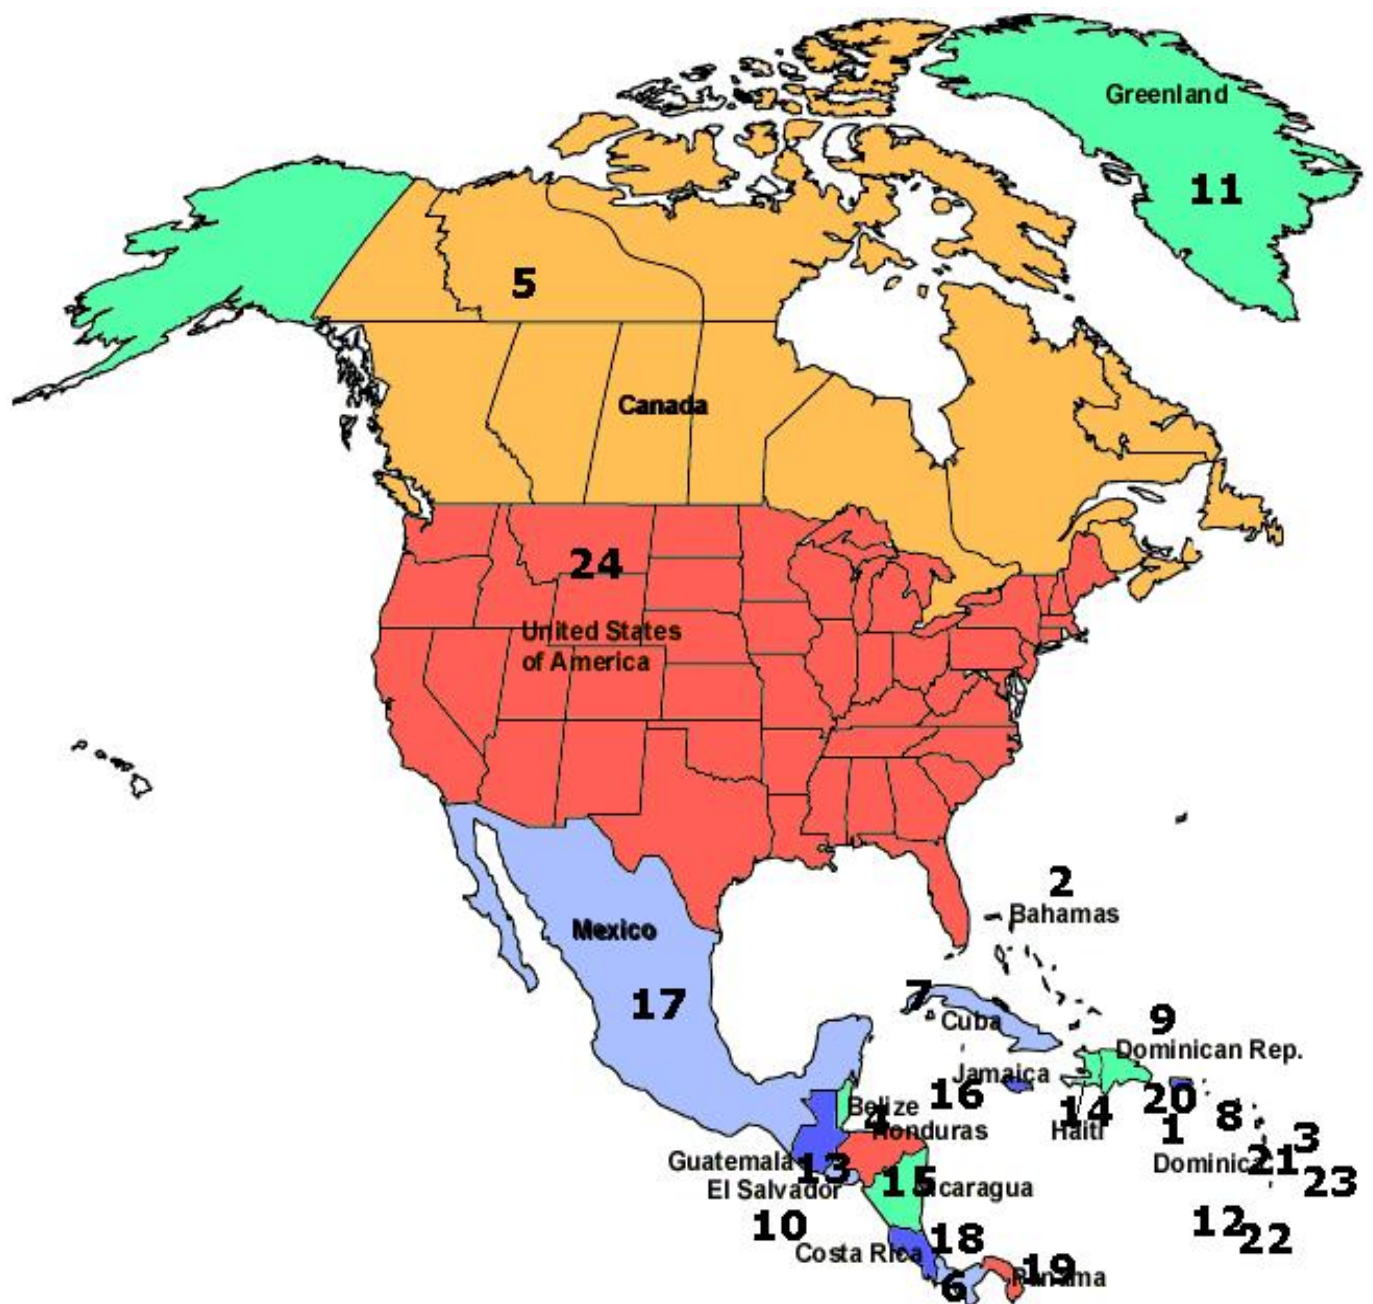 Greenland
11
5
Canada
24
United States
of America
2
Bahamas
Mexico
17
7
Cuba
9
Dominican Rep.
Jamaica
16
20
Belize
4
14
8
1
Honduras
Haiti
3
Guatemala
13
Dominica
21
El Salvador
15
Nicaragua
23
10
12
22
18
Costa Rica
19
Panama
6